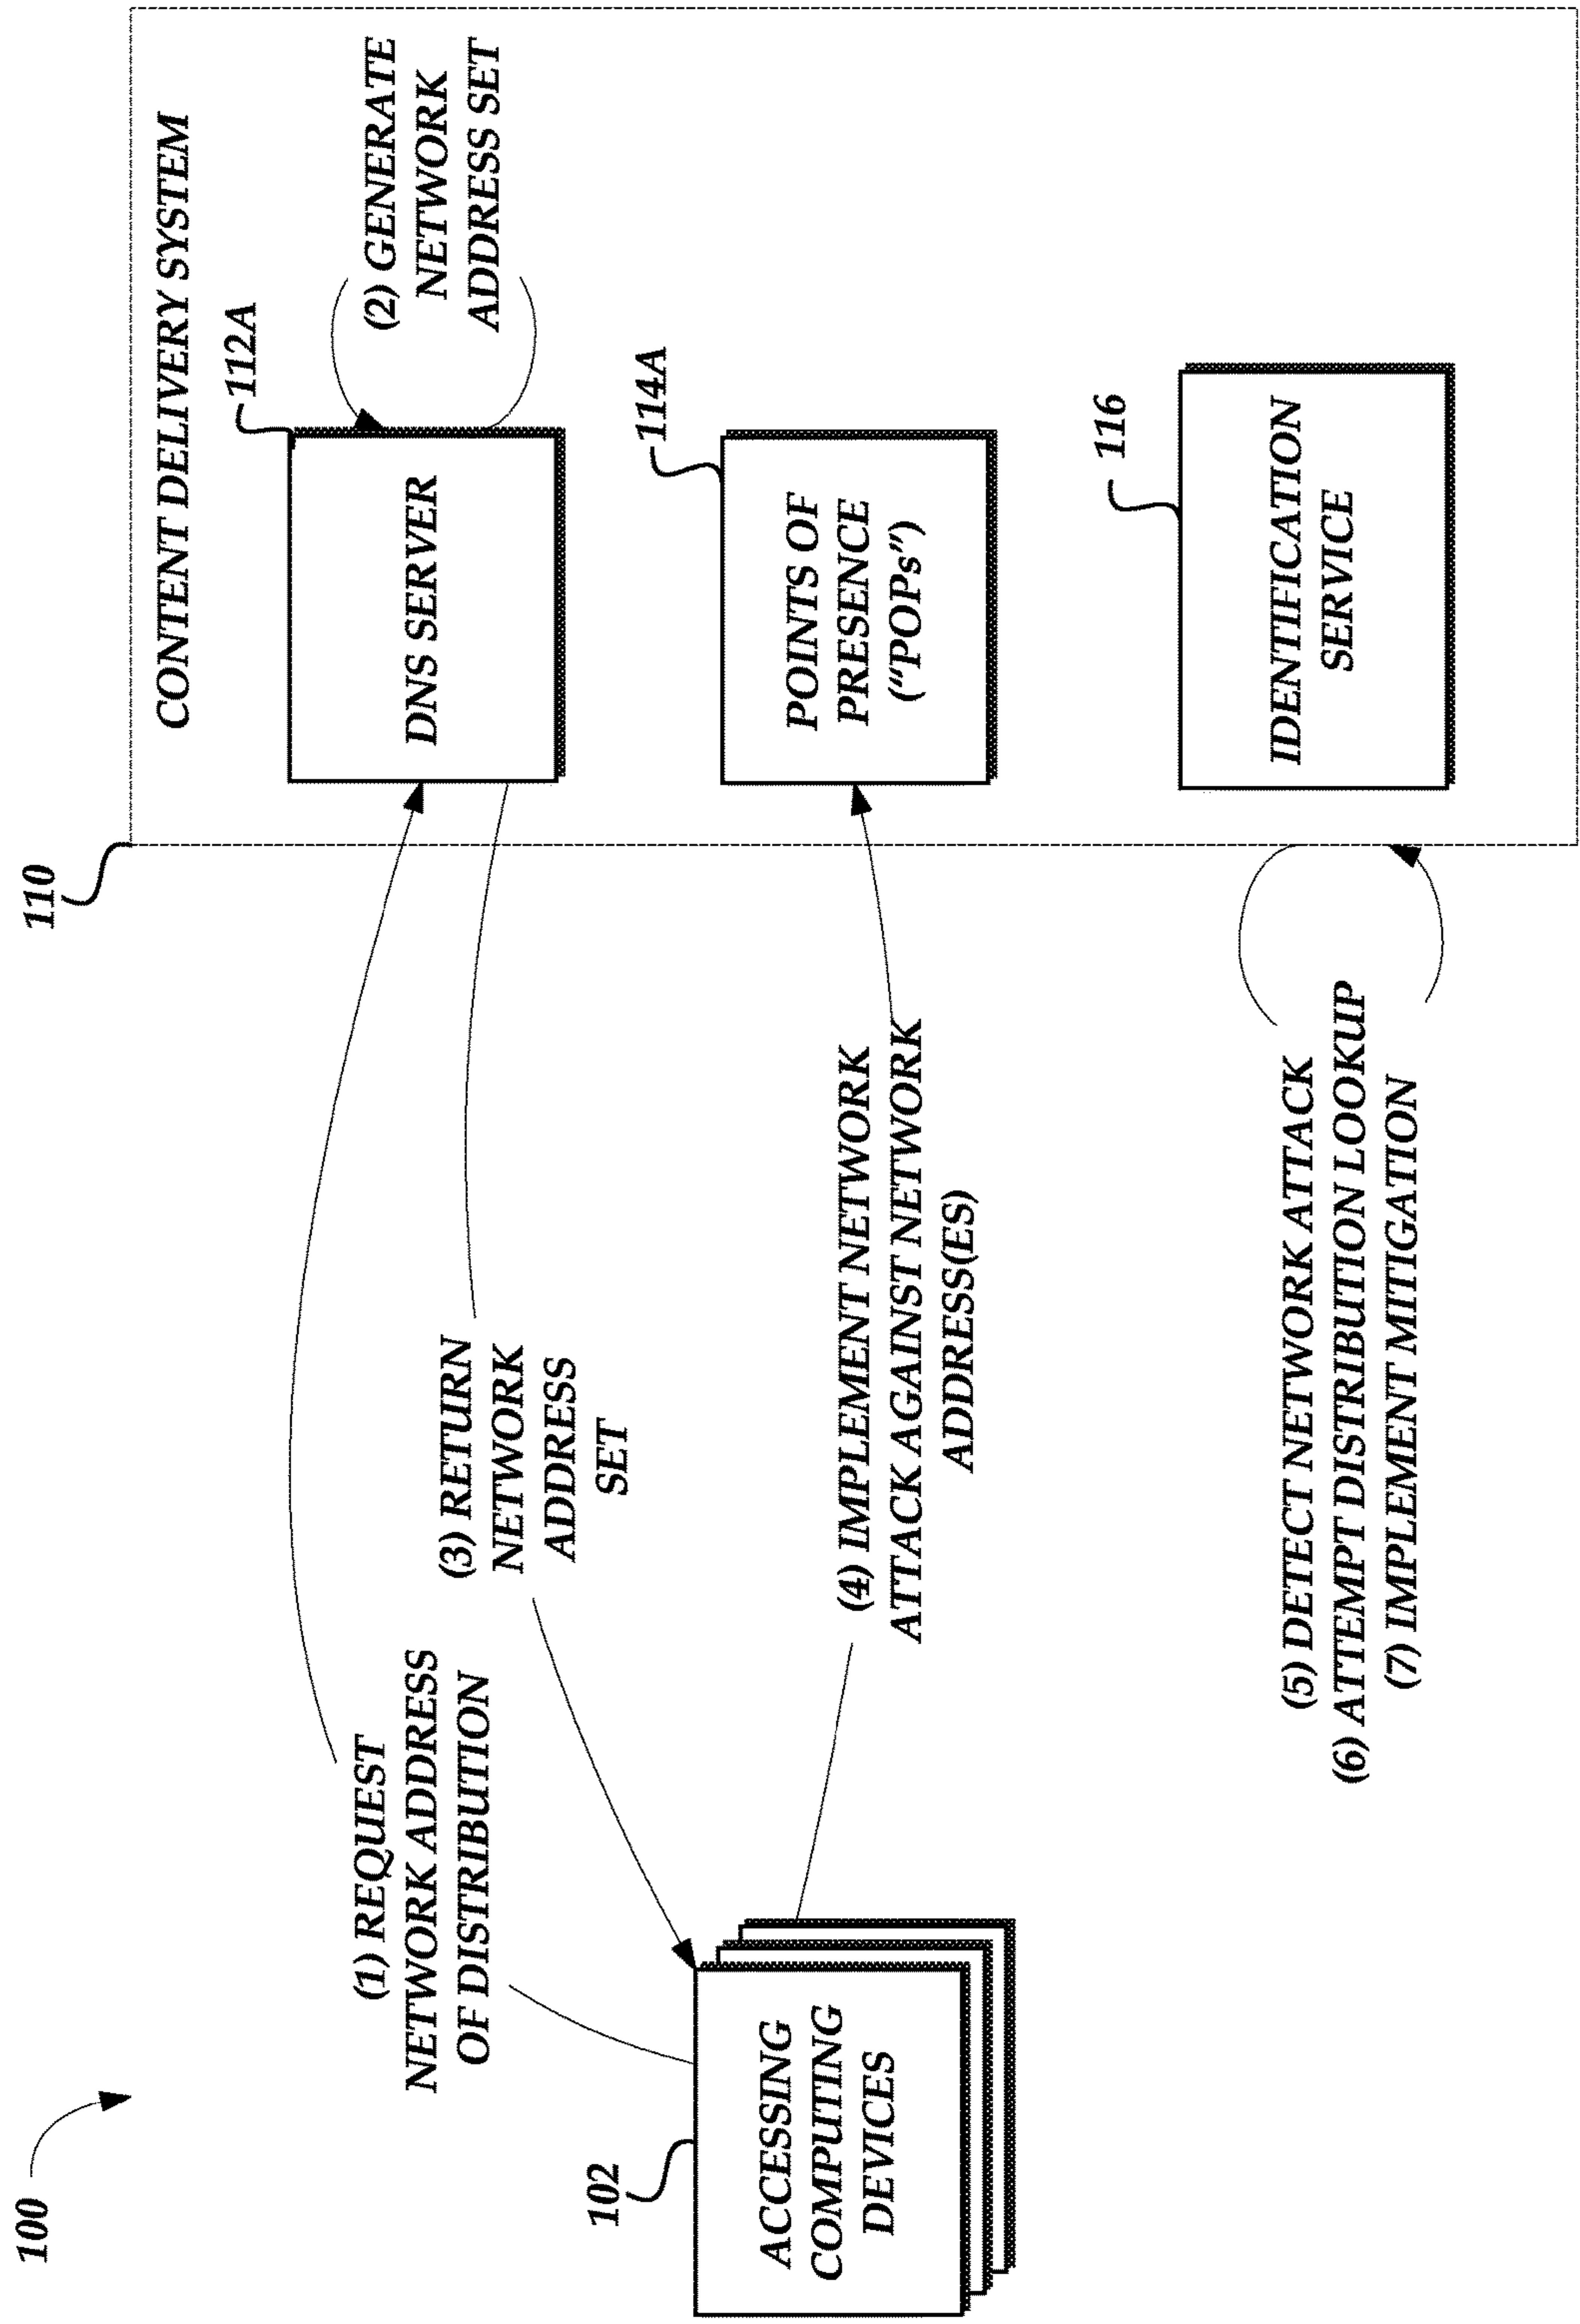 100
110
CONTENT DELIVERY SYSTEM
112A
DNS SERVER
(2) GENERATE
NETWORK
ADDRESS SET
(1) REQUEST
NETWORK ADDRESS
OF DISTRIBUTION
(3) RETURN
NETWORK
ADDRESS
SET
102
ACCESSING
COMPUTING
DEVICES
114A
POINTS OF
PRESENCE
(“POPs”)
(4) IMPLEMENT NETWORK
ATTACK AGAINST NETWORK
ADDRESS(ES)
116
IDENTIFICATION
SERVICE
(5) DETECT NETWORK ATTACK
(6) ATTEMPT DISTRIBUTION LOOKUP
(7) IMPLEMENT MITIGATION